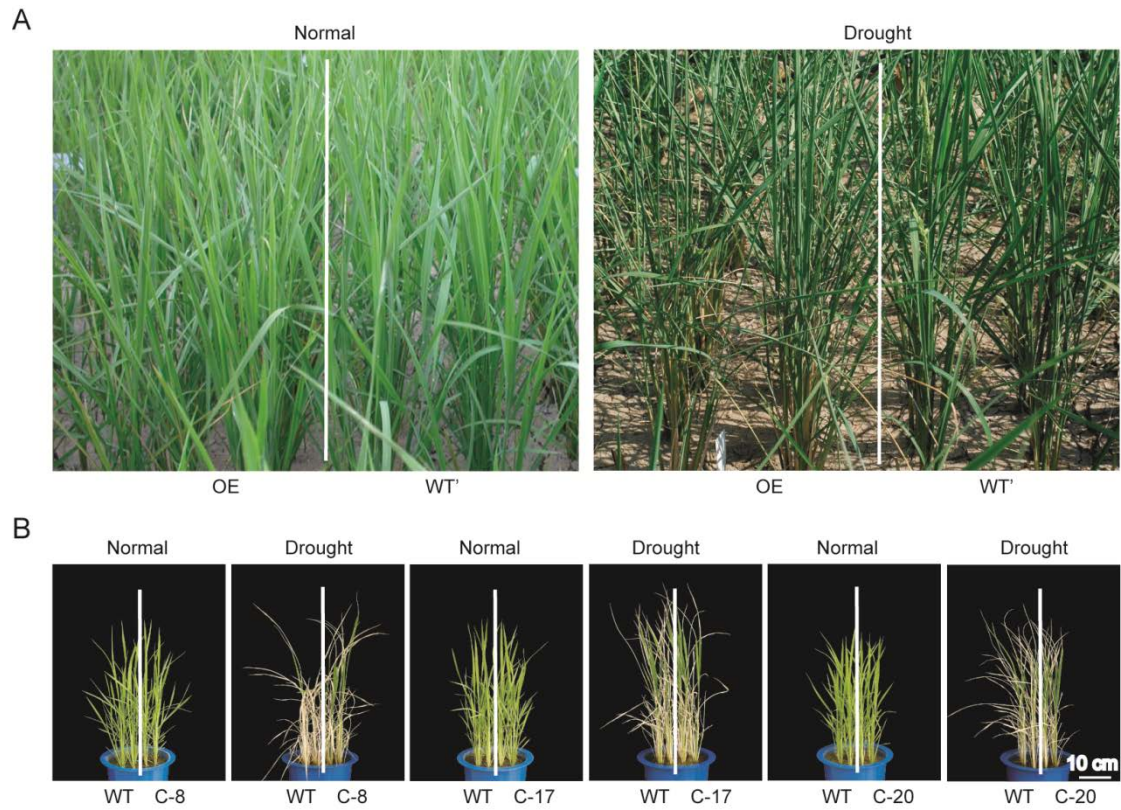 A
Normal Drought
OE WT' OE WT'
B
Normal Drought Normal Drought Normal Drought
10 cm
WT C-8 WT C-8 WT C-17 WT C-17 WT C-20 WT C-20